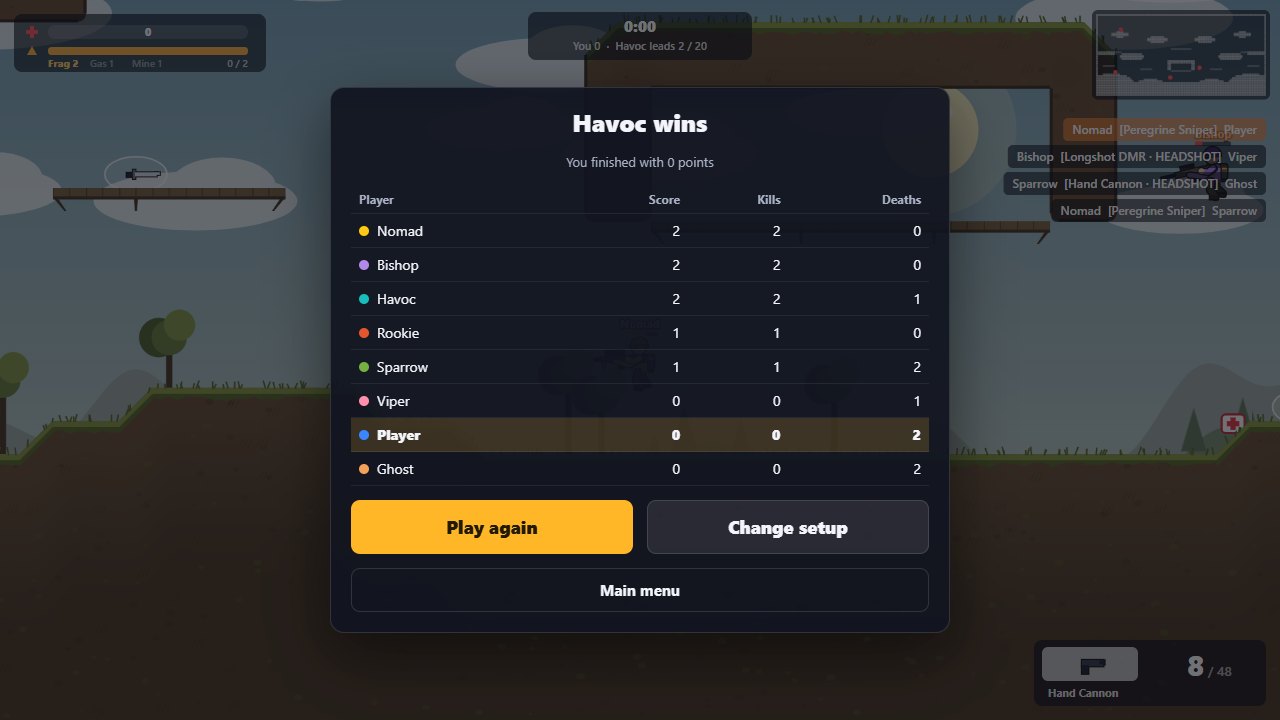 0
Frag 2 Gas 1 Mine 1 0 / 2
0:00
You 0 · Havoc leads 2 / 20
Nomad [Peregrine Sniper] Player
Bishop [Longshot DMR · HEADSHOT] Viper
Sparrow [Hand Cannon · HEADSHOT] Ghost
Nomad [Peregrine Sniper] Sparrow
Havoc wins
You finished with 0 points
Player Score Kills Deaths
Nomad 2 2 0
Bishop 2 2 0
Havoc 2 2 1
Rookie 1 1 0
Sparrow 1 1 2
Viper 0 0 1
Player 0 0 2
Ghost 0 0 2
Play again
Change setup
Main menu
8 / 48
Hand Cannon